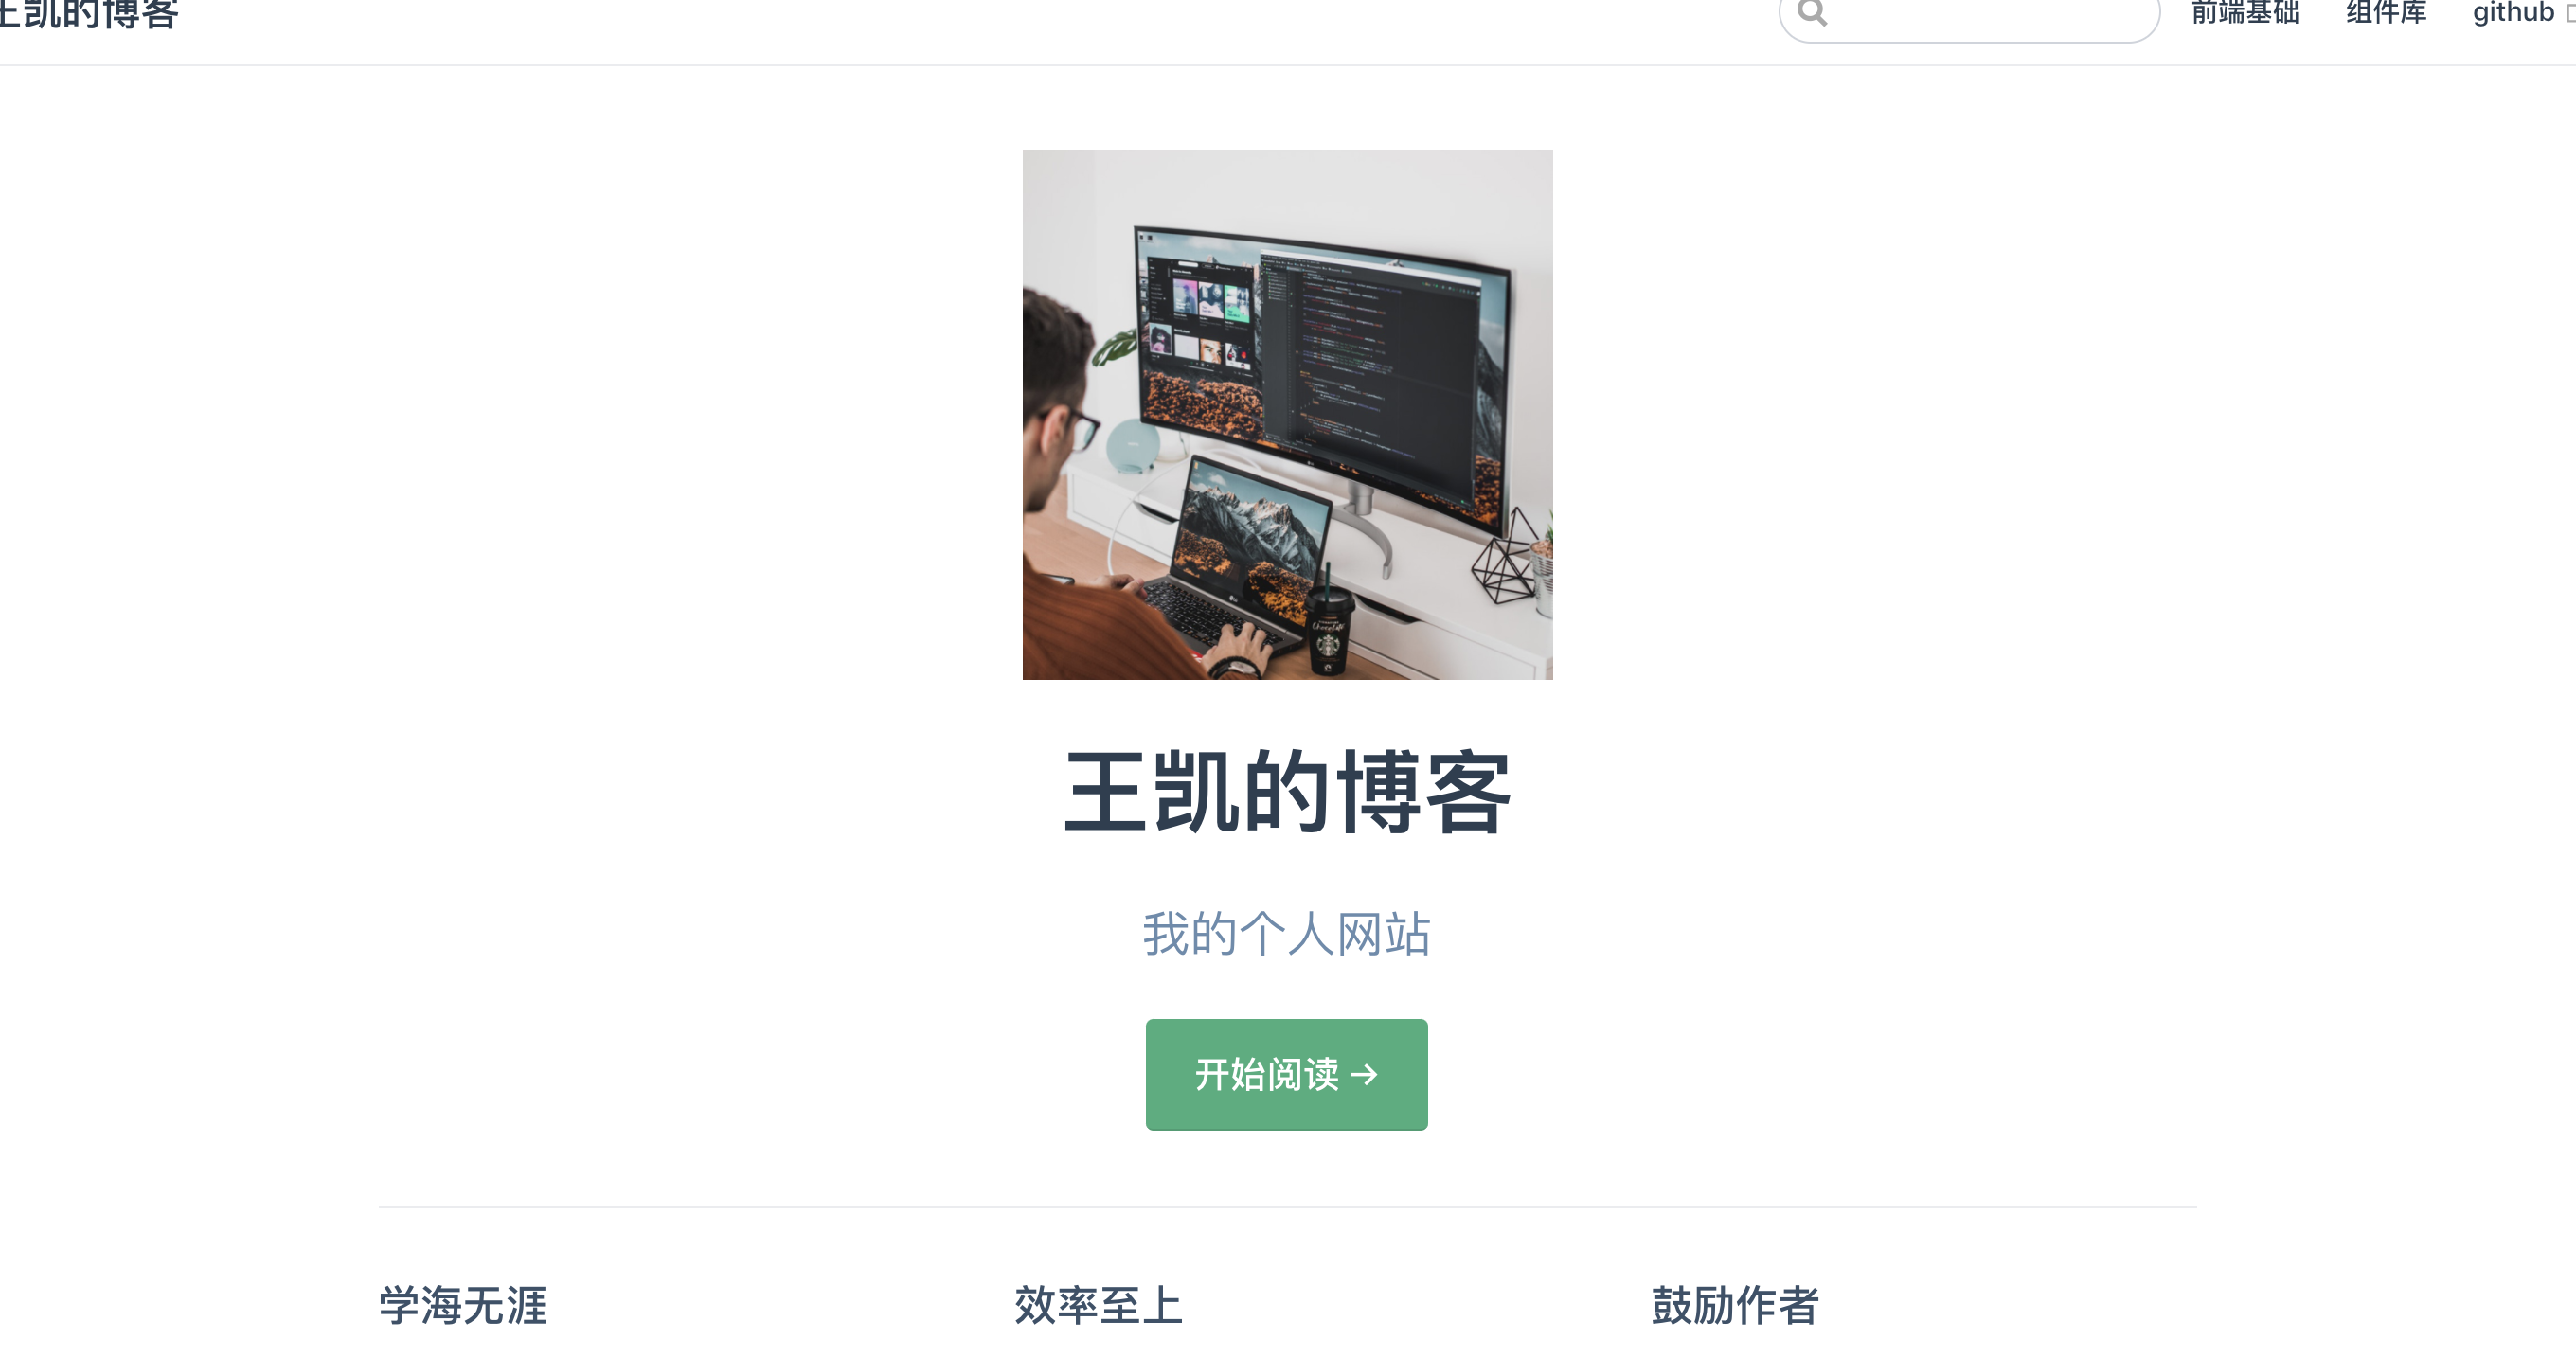 王凯的博客
前端基础 组件库 github
王凯的博客
我的个人网站
开始阅读 →
学海无涯 效率至上 鼓励作者